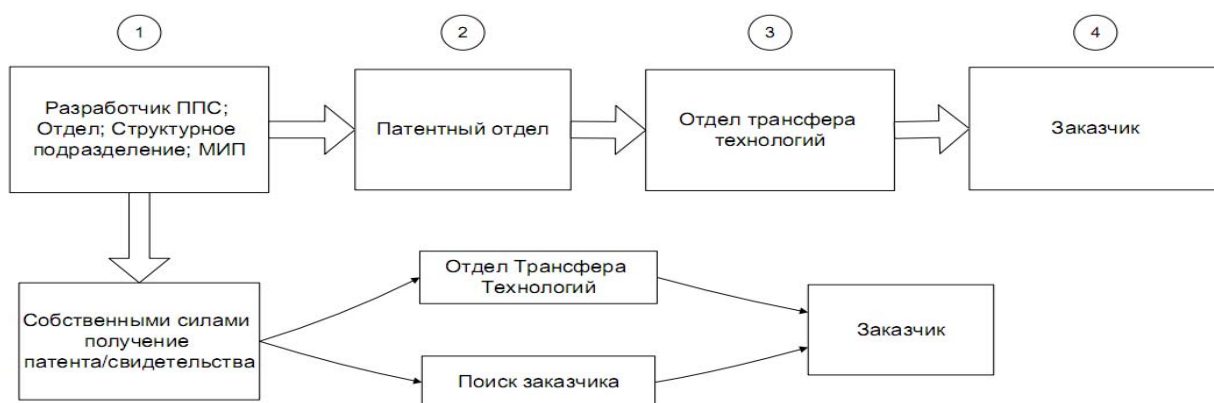 1
2
3
4
Разработчик ППС;
Отдел; Структурное
подразделение; МИП
Патентный отдел
Отдел трансфера
технологий
Заказчик
Собственными силами
получение
патента/свидетельства
Отдел Трансфера
Технологий
Поиск заказчика
Заказчик